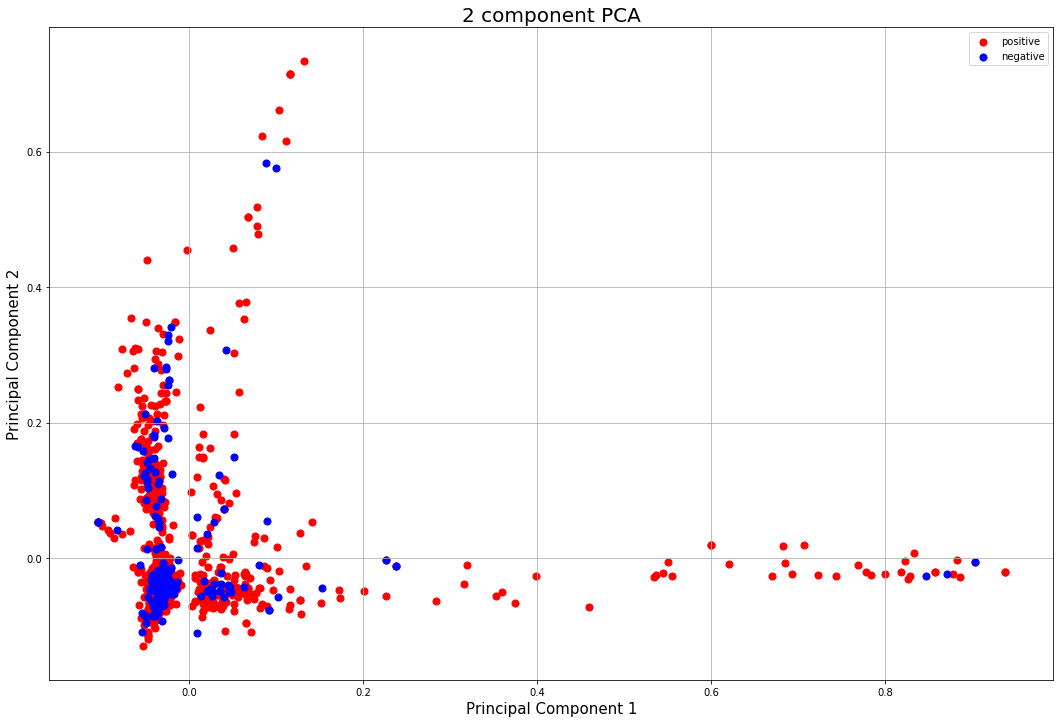 2 component PCA
positive
negative
Principal Component 2
0.6
0.4
0.2
0.0
0.0
0.2
0.4
0.6
0.8
Principal Component 1